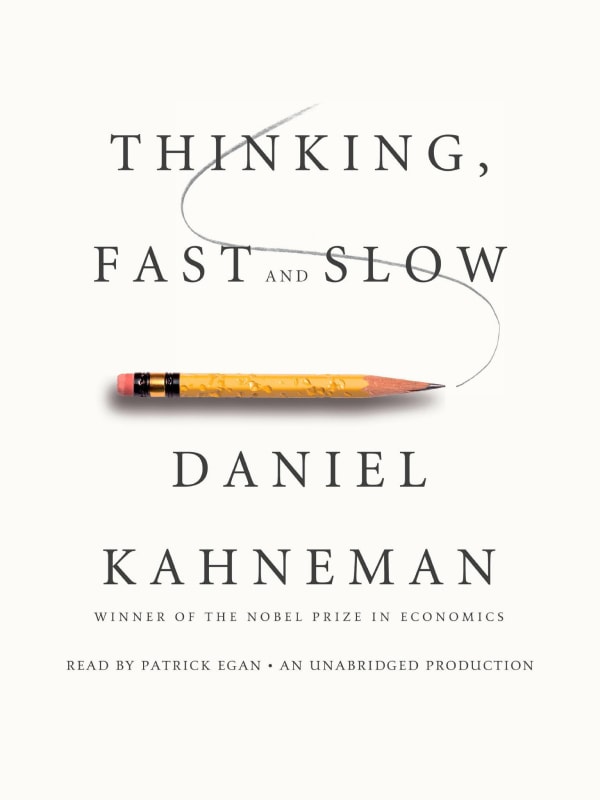 THINKING,
FAST AND SLOW
DANIEL
KAHNEMAN
WINNER OF THE NOBEL PRIZE IN ECONOMICS
READ BY PATRICK EGAN • AN UNABRIDGED PRODUCTION